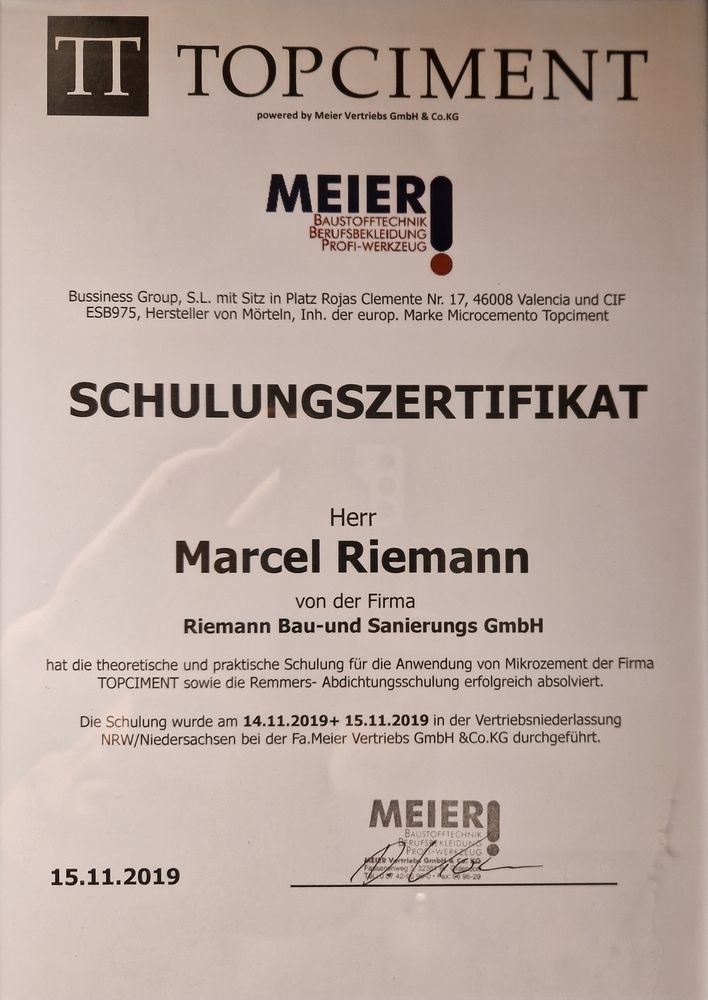 TT TOPCIMENT
powered by Meier Vertriebs GmbH & Co.KG
MEIER!
BAUSTOFFTECHNIK
BERUFSBEKLEIDUNG
PROFI-WERKZEUG
Bussiness Group, S.L. mit Sitz in Platz Rojas Clemente Nr. 17, 46008 Valencia und CIF
ESB975, Hersteller von Mörteln, Inh. der europ. Marke Microcemento Topciment
SCHULUNGSZERTIFIKAT
Herr
Marcel Riemann
von der Firma
Riemann Bau-und Sanierungs GmbH
hat die theoretische und praktische Schulung für die Anwendung von Mikrozement der Firma
TOPCIMENT sowie die Remmers- Abdichtungsschulung erfolgreich absolviert.
Die Schulung wurde am 14.11.2019+ 15.11.2019 in der Vertriebsniederlassung
NRW/Niedersachsen bei der Fa.Meier Vertriebs GmbH &Co.KG durchgeführt.
MEIER!
BAUSTOFFTECHNIK
BERUFSBEKLEIDUNG
PROFI-WERKZEUG
MEIER Vertriebs GmbH & Co. KG
15.11.2019